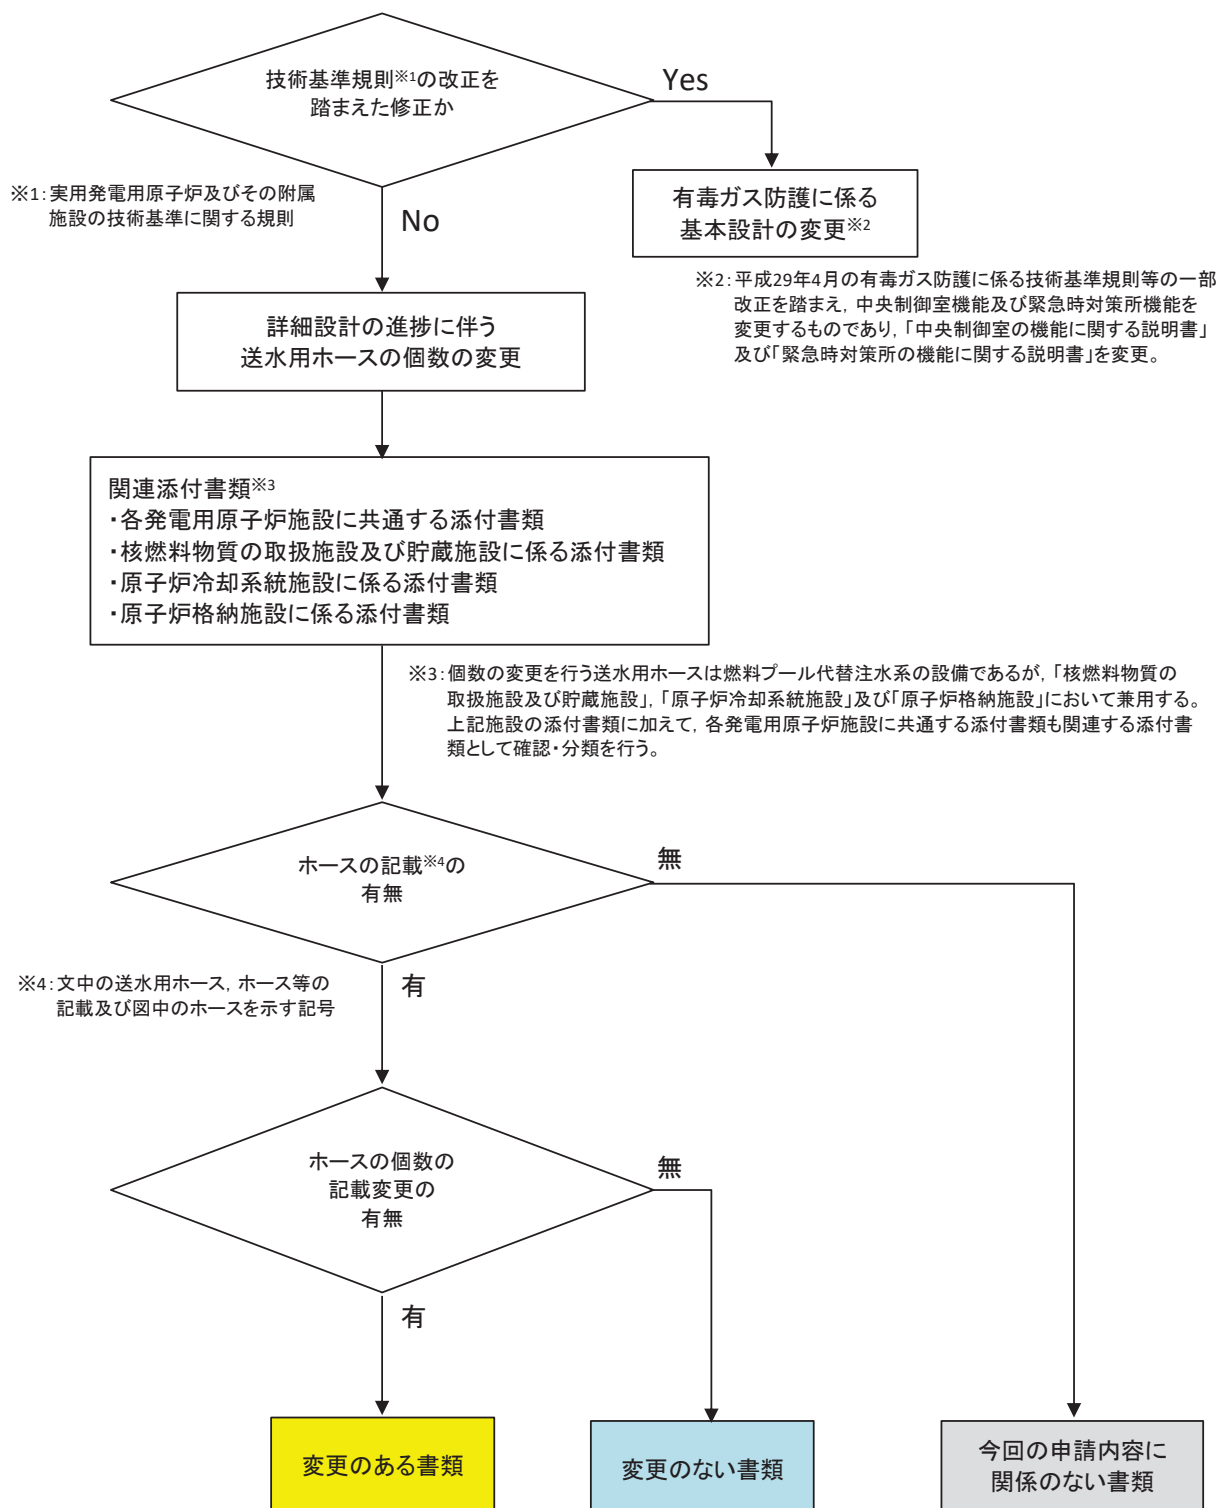 技術基準規則※1の改正を
踏まえた修正か
Yes
※1：実用発電用原子炉及びその附属
施設の技術基準に関する規則
No
有毒ガス防護に係る
基本設計の変更※2
※2：平成29年4月の有毒ガス防護に係る技術基準規則等の一部
改正を踏まえ，中央制御室機能及び緊急時対策所機能を
変更するものであり，「中央制御室の機能に関する説明書」
及び「緊急時対策所の機能に関する説明書」を変更。
詳細設計の進捗に伴う
送水用ホースの個数の変更
関連添付書類※3
・各発電用原子炉施設に共通する添付書類
・核燃料物質の取扱施設及び貯蔵施設に係る添付書類
・原子炉冷却系統施設に係る添付書類
・原子炉格納施設に係る添付書類
※3：個数の変更を行う送水用ホースは燃料プール代替注水系の設備であるが，「核燃料物質の
取扱施設及び貯蔵施設」，「原子炉冷却系統施設」及び「原子炉格納施設」において兼用する。
上記施設の添付書類に加えて，各発電用原子炉施設に共通する添付書類も関連する添付書
類として確認・分類を行う。
ホースの記載※4の
有無
無
※4：文中の送水用ホース，ホース等の
記載及び図中のホースを示す記号
有
ホースの個数の
記載変更の
有無
無
有
変更のある書類
変更のない書類
今回の申請内容に
関係のない書類